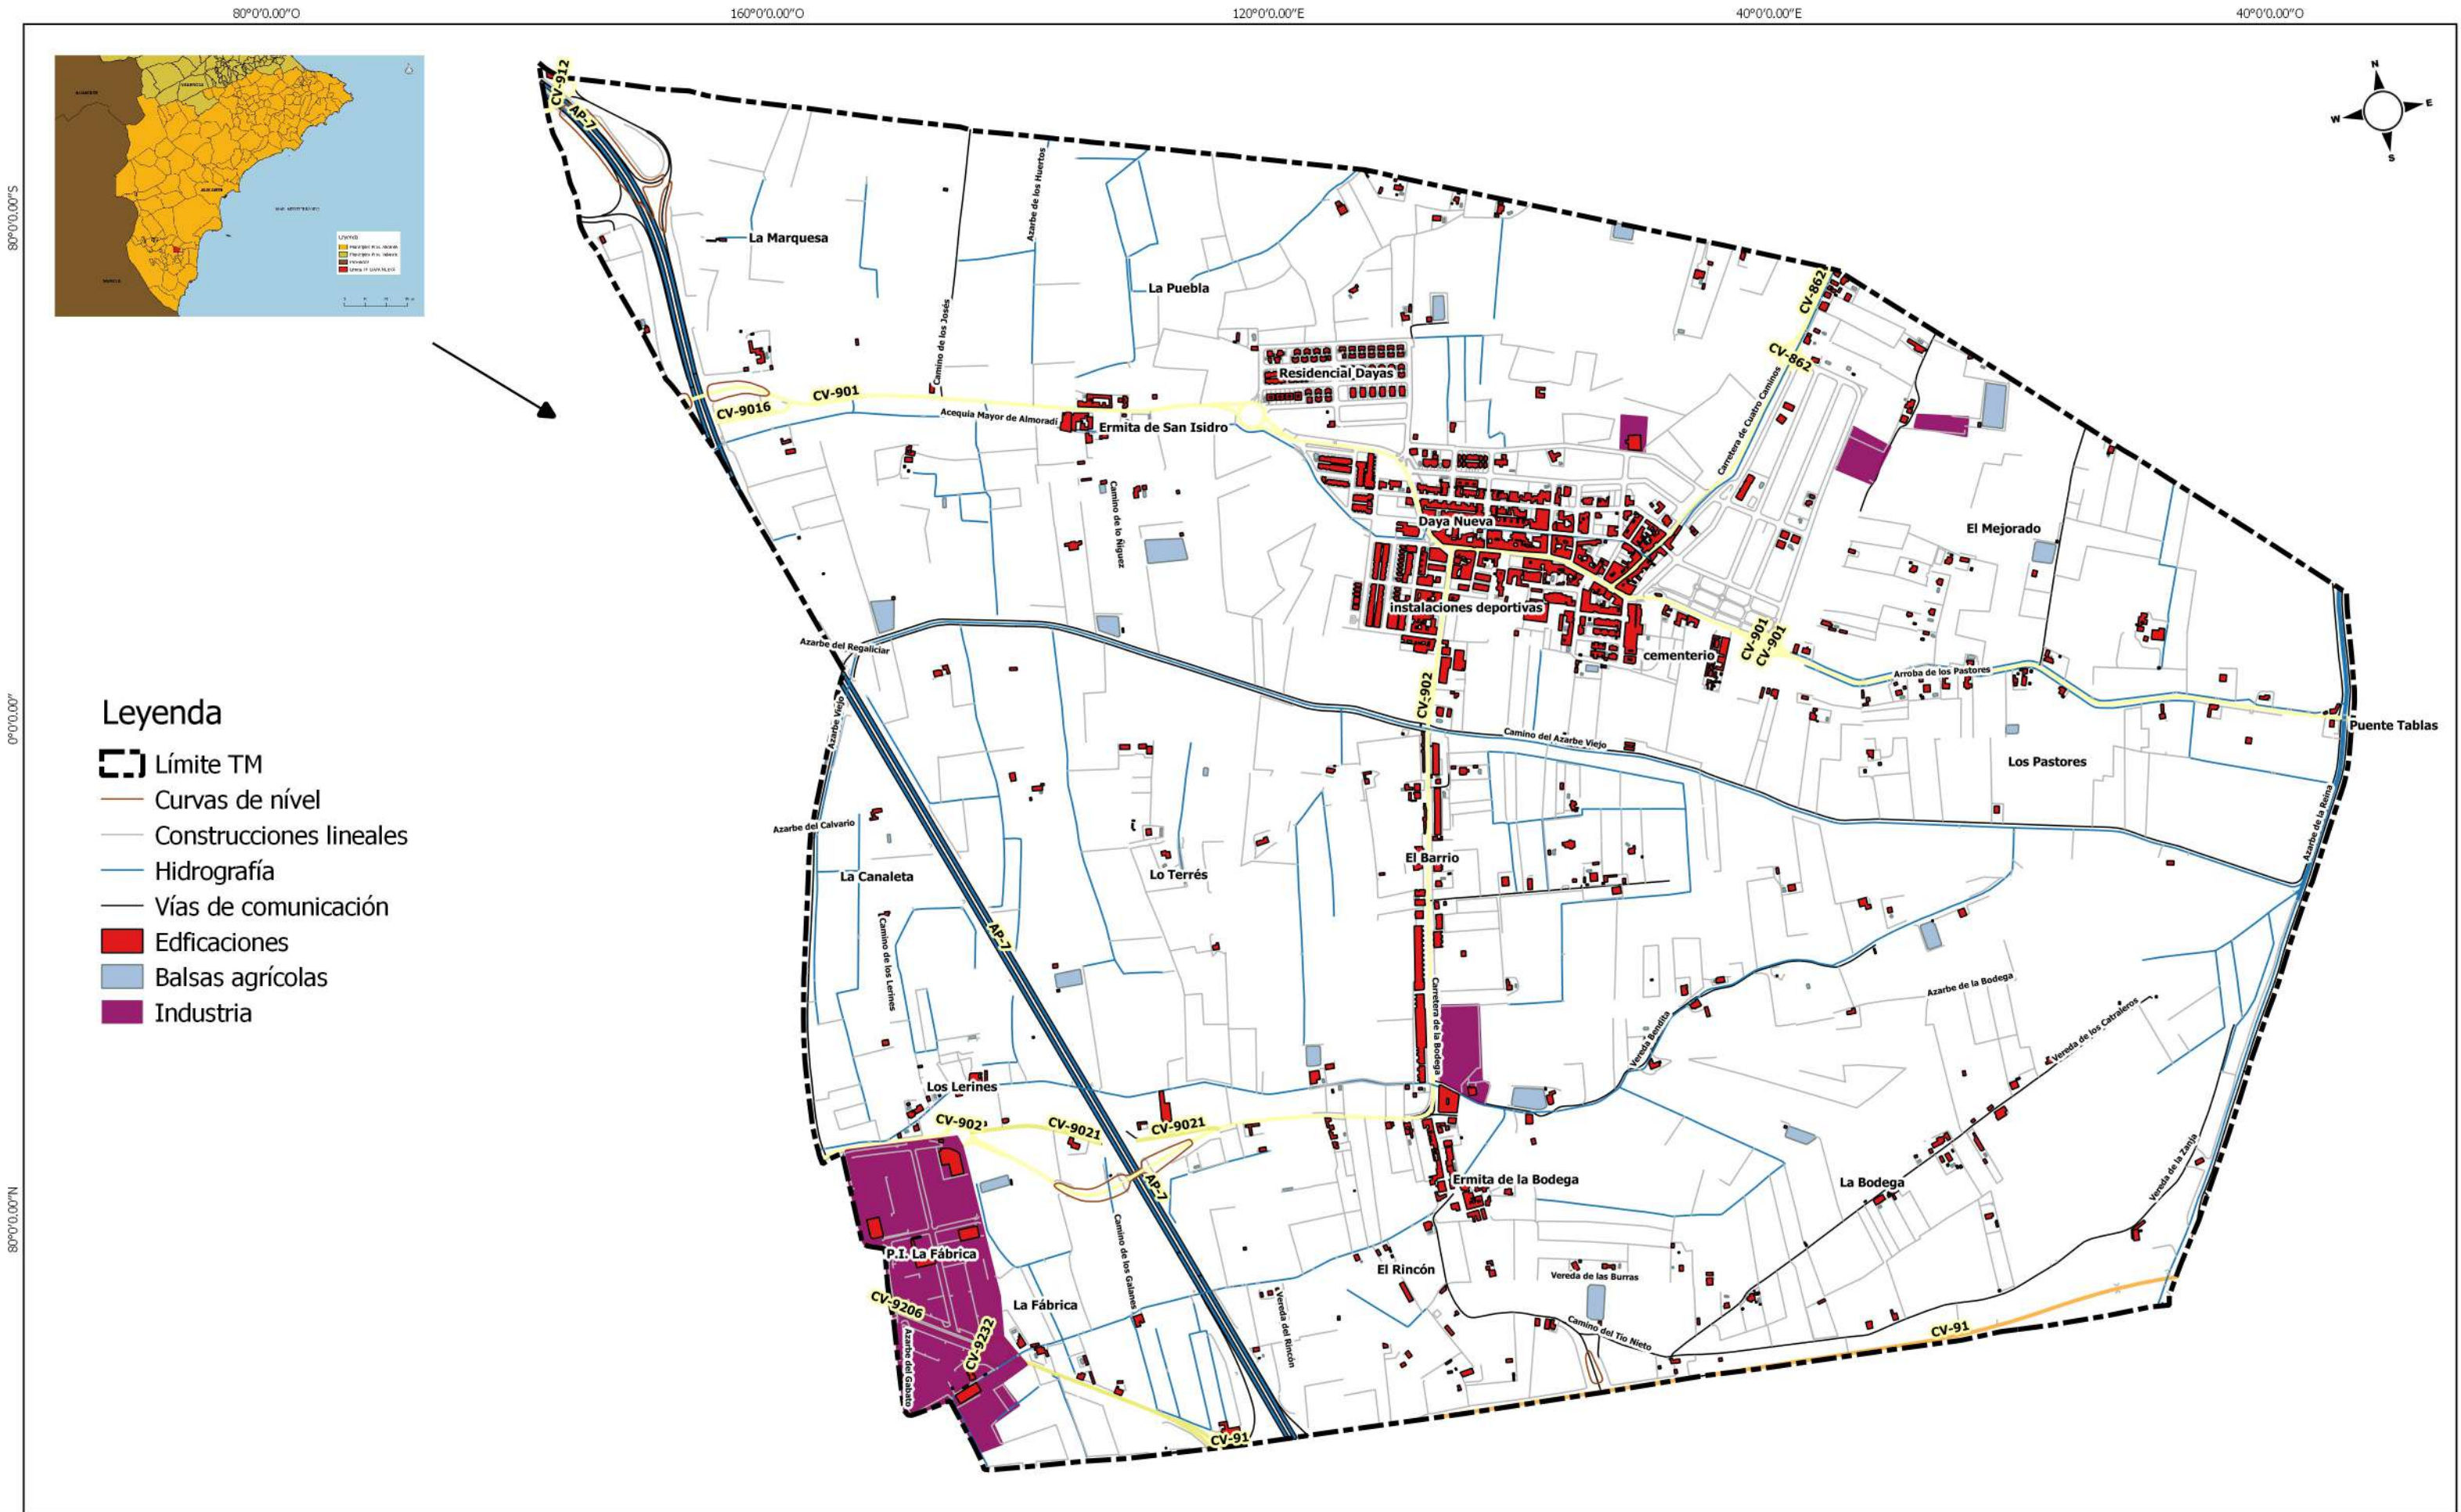 80°0'0.00"O
160°0'0.00"O
120°0'0.00"E
40°0'0.00"E
40°0'0.00"O
80°0'0.00"S
0°0'0.00"
80°0'0.00"N
ALBACETE
VALENCIA
ALICANTE
MAR MEDITERRÁNEO
MURCIA
N
E
S
W
CV-912
AP-7
La Marquesa
Azarbe de los Huertos
La Puebla
Camino de los Josés
CV-862
CV-862
Residencial Dayas
Carretera de Cuatro Caminos
CV-901
CV-9016
Acequia Mayor de Almoradí
Ermita de San Isidro
Camino de lo Ñiguez
Daya Nueva
El Mejorado
instalaciones deportivas
CV-901
CV-901
cementerio
Azarbe del Regaliciar
Arroba de los Pastores
Azarbe Viejo
CV-902
Puente Tablas
Camino del Azarbe Viejo
Los Pastores
Azarbe de la Reina
Leyenda
Límite TM
Curvas de nível
Construcciones lineales
Hidrografía
Vías de comunicación
Edficaciones
Balsas agrícolas
Industria
Azarbe del Calvario
La Canaleta
Lo Terrés
El Barrio
Camino de los Lerines
AP-7
Carretera de la Bodega
Azarbe de la Bodega
Vereda Bendita
Vereda de los Catraleros
Los Lerines
CV-9021
CV-9021
CV-9021
AP-7
Ermita de la Bodega
La Bodega
Vereda de la Zanja
P.I. La Fábrica
Camino de los Galanes
El Rincón
Vereda de las Burras
CV-9206
La Fábrica
Vereda del Rincón
Camino del Tio Nieto
CV-91
CV-9232
Azarbe del Gabato
CV-91